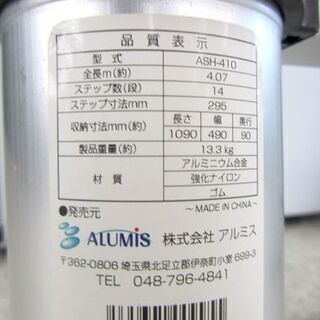 品質表示
型式 ASH-410
全長m(約) 4.07
ステップ数(段) 14
ステップ寸法mm 295
収納寸法mm(約) 長さ 幅 奥行
1090 490 90
製品重量(約) 13.3kg
アルミニウム合金
強化ナイロン
ゴム
●発売元 ～MADE IN CHINA～
ALUMIS 株式会社 アルミス
〒362-0806 埼玉県北足立郡伊奈町小室 699-3
TEL 048-796-4841